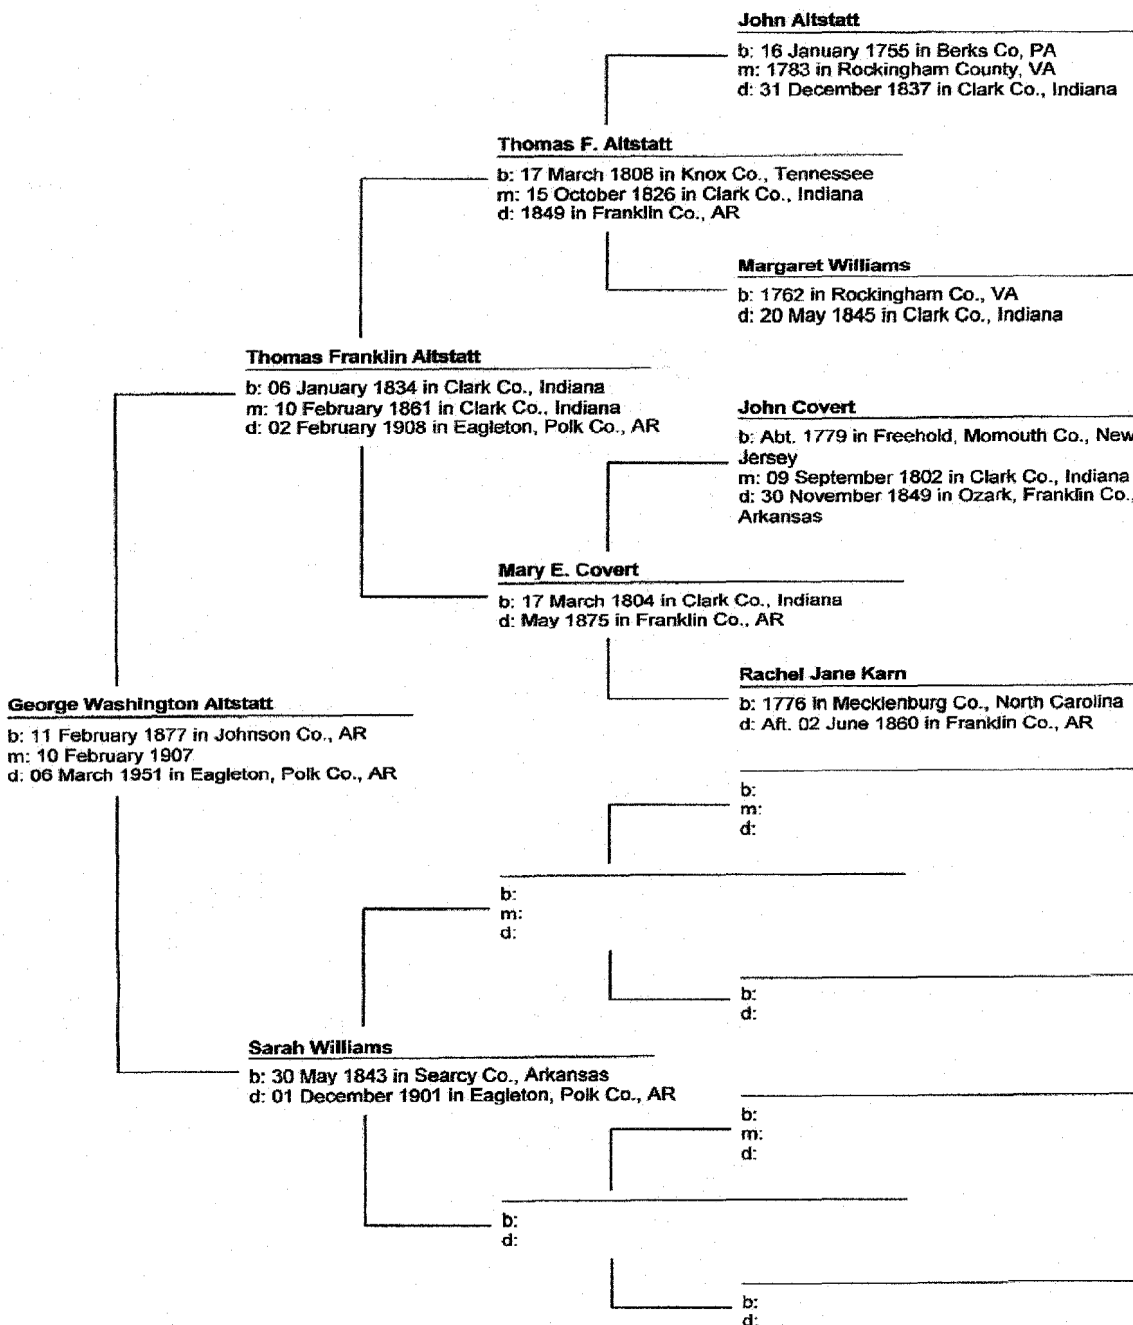 John Altstatt
b: 16 January 1755 in Berks Co, PA
m: 1783 in Rockingham County, VA
d: 31 December 1837 in Clark Co., Indiana
Thomas F. Altstatt
b: 17 March 1808 in Knox Co., Tennessee
m: 15 October 1826 in Clark Co., Indiana
d: 1849 in Franklin Co., AR
Margaret Williams
b: 1762 in Rockingham Co., VA
d: 20 May 1845 in Clark Co., Indiana
Thomas Franklin Altstatt
b: 06 January 1834 in Clark Co., Indiana
m: 10 February 1861 in Clark Co., Indiana
d: 02 February 1908 in Eagleton, Polk Co., AR
John Covert
b: Abt. 1779 in Freehold, Momouth Co., New
Jersey
m: 09 September 1802 in Clark Co., Indiana
d: 30 November 1849 in Ozark, Franklin Co.,
Arkansas
Mary E. Covert
b: 17 March 1804 in Clark Co., Indiana
d: May 1875 in Franklin Co., AR
Rachel Jane Karn
b: 1776 in Mecklenburg Co., North Carolina
d: Aft. 02 June 1860 in Franklin Co., AR
George Washington Altstatt
b: 11 February 1877 in Johnson Co., AR
m: 10 February 1907
d: 06 March 1951 in Eagleton, Polk Co., AR
b:
m:
d:
b:
m:
d:
b:
d:
Sarah Williams
b: 30 May 1843 in Searcy Co., Arkansas
d: 01 December 1901 in Eagleton, Polk Co., AR
b:
m:
d:
b:
d:
b:
d: